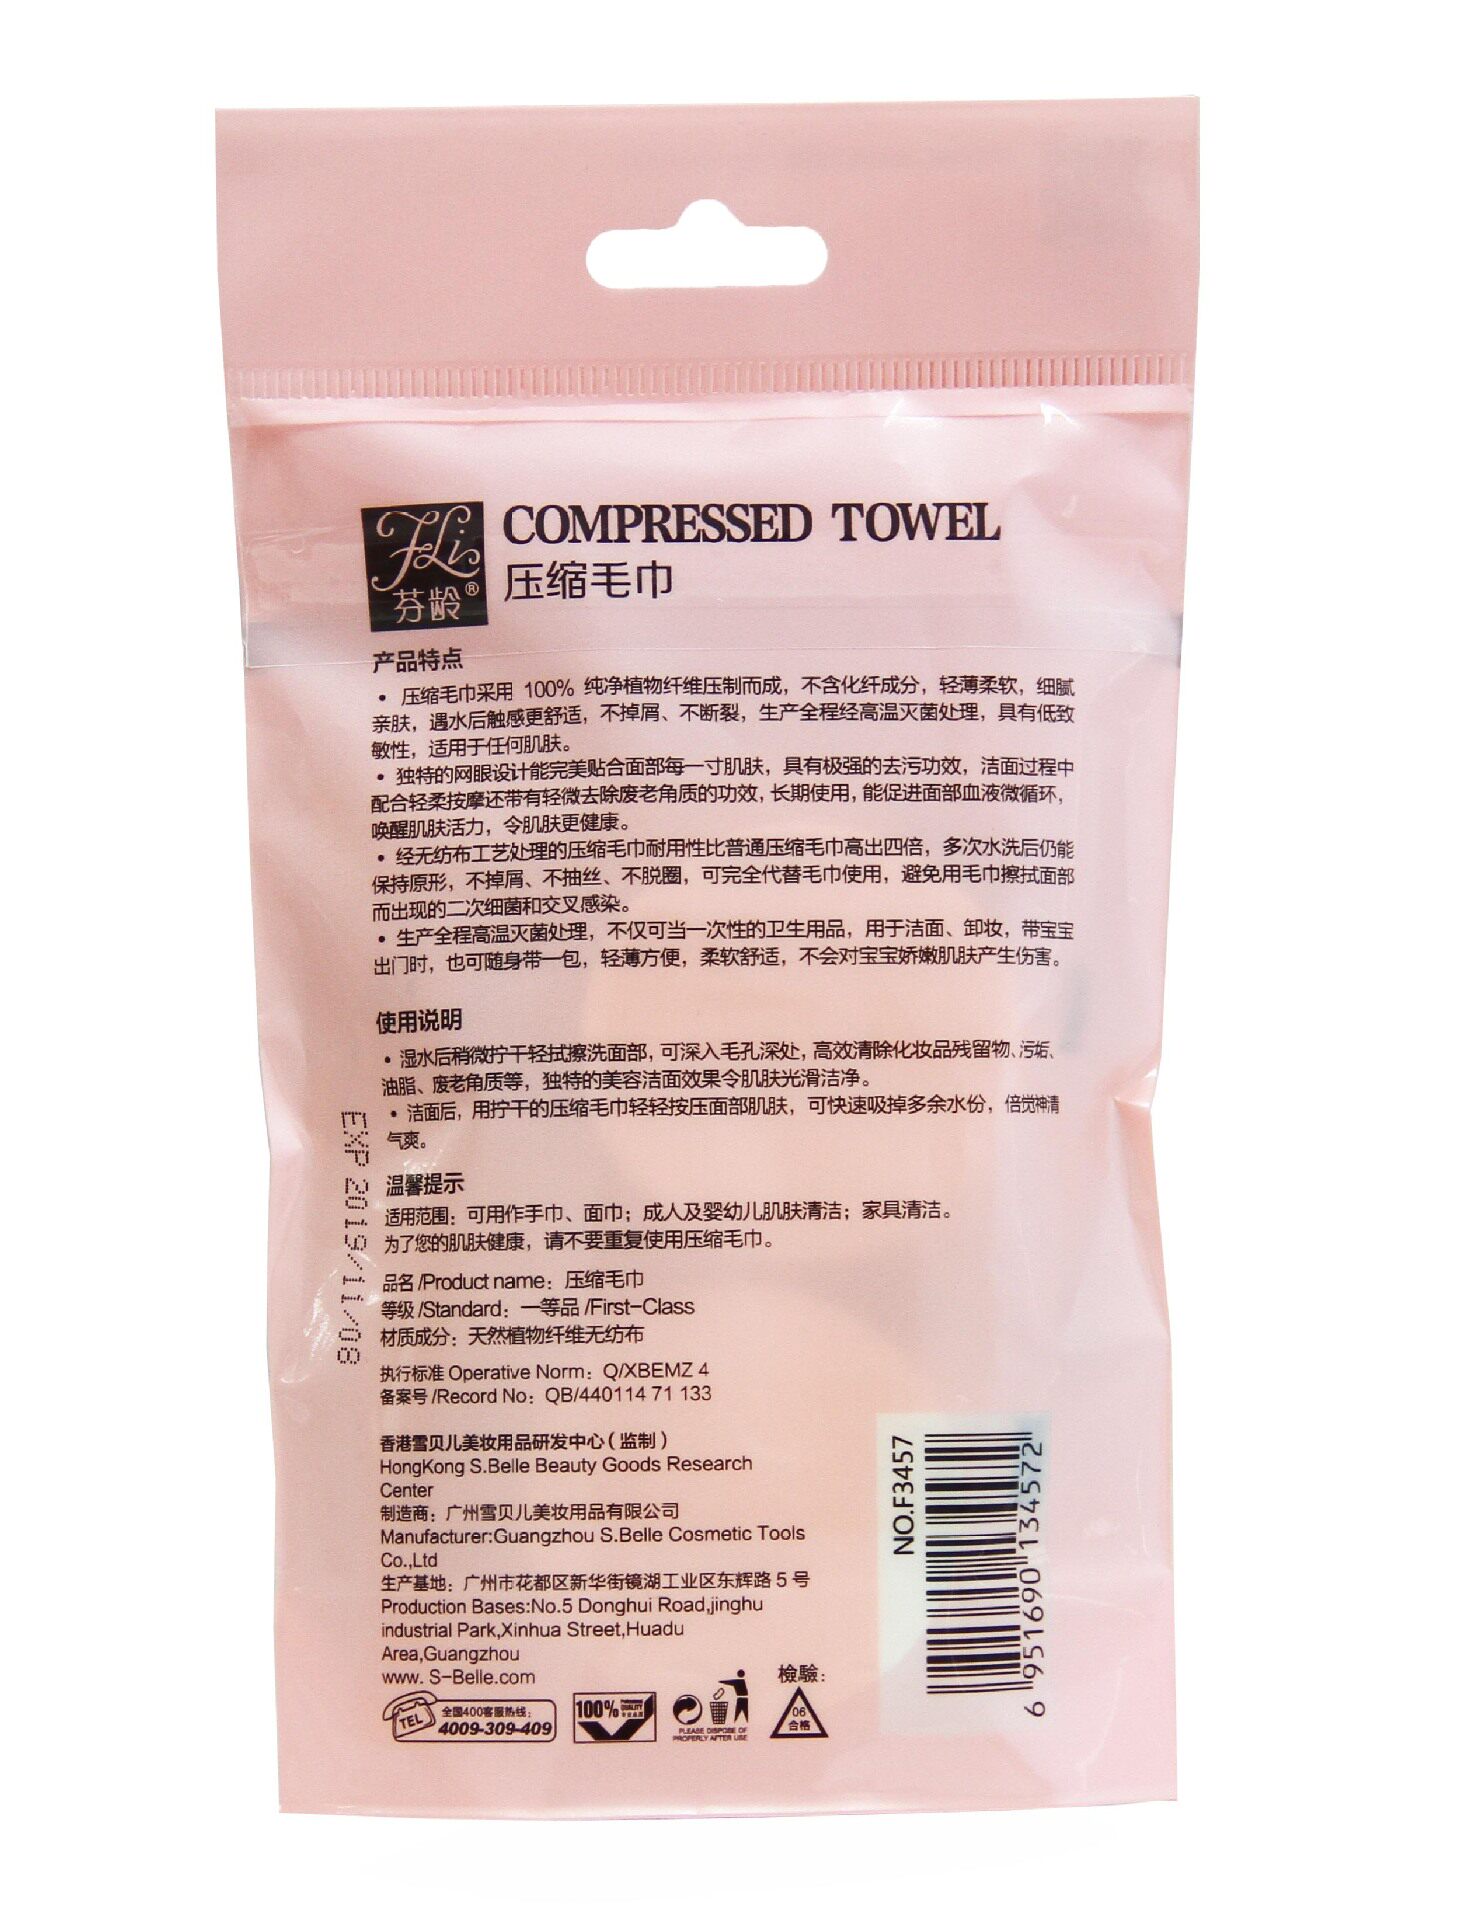 FLi
芬龄®
COMPRESSED TOWEL
压缩毛巾
产品特点
• 压缩毛巾采用 100% 纯净植物纤维压制而成，不含化纤成分，轻薄柔软，细腻
亲肤，遇水后触感更舒适，不掉屑、不断裂，生产全程经高温灭菌处理，具有低致
敏性，适用于任何肌肤。
• 独特的网眼设计能完美贴合面部每一寸肌肤，具有极强的去污功效，洁面过程中
配合轻柔按摩还带有轻微去除废老角质的功效，长期使用，能促进面部血液微循环，
唤醒肌肤活力，令肌肤更健康。
• 经无纺布工艺处理的压缩毛巾耐用性比普通压缩毛巾高出四倍，多次水洗后仍能
保持原形，不掉屑、不抽丝、不脱圈，可完全代替毛巾使用，避免用毛巾擦拭面部
而出现的二次细菌和交叉感染。
• 生产全程高温灭菌处理，不仅可当一次性的卫生用品，用于洁面、卸妆，带宝宝
出门时，也可随身带一包，轻薄方便，柔软舒适，不会对宝宝娇嫩肌肤产生伤害。
使用说明
• 湿水后稍微拧干轻拭擦洗面部，可深入毛孔深处，高效清除化妆品残留物、污垢、
油脂、废老角质等，独特的美容洁面效果令肌肤光滑洁净。
• 洁面后，用拧干的压缩毛巾轻轻按压面部肌肤，可快速吸掉多余水份，倍觉神清
气爽。
温馨提示
适用范围：可用作手巾、面巾；成人及婴幼儿肌肤清洁；家具清洁。
为了您的肌肤健康，请不要重复使用压缩毛巾。
品名/Product name：压缩毛巾
等级/Standard：一等品/First-Class
材质成分：天然植物纤维无纺布
执行标准 Operative Norm：Q/XBEMZ 4
备案号/Record No：QB/440114 71 133
EXP 2019/11/08
香港雪贝儿美妆用品研发中心（监制）
HongKong S.Belle Beauty Goods Research
Center
制造商：广州雪贝儿美妆用品有限公司
Manufacturer:Guangzhou S.Belle Cosmetic Tools
Co.,Ltd
生产基地：广州市花都区新华街镜湖工业区东辉路 5 号
Production Bases:No.5 Donghui Road,jinghu
industrial Park,Xinhua Street,Huadu
Area,Guangzhou
www. S-Belle.com
TEL
全国400客服热线：
4009-309-409
100%
QUALITY
PLEASE DISPOSE OF
PROPERLY AFTER USE
檢驗：
06
合格
NO.F3457
6 951690 134572